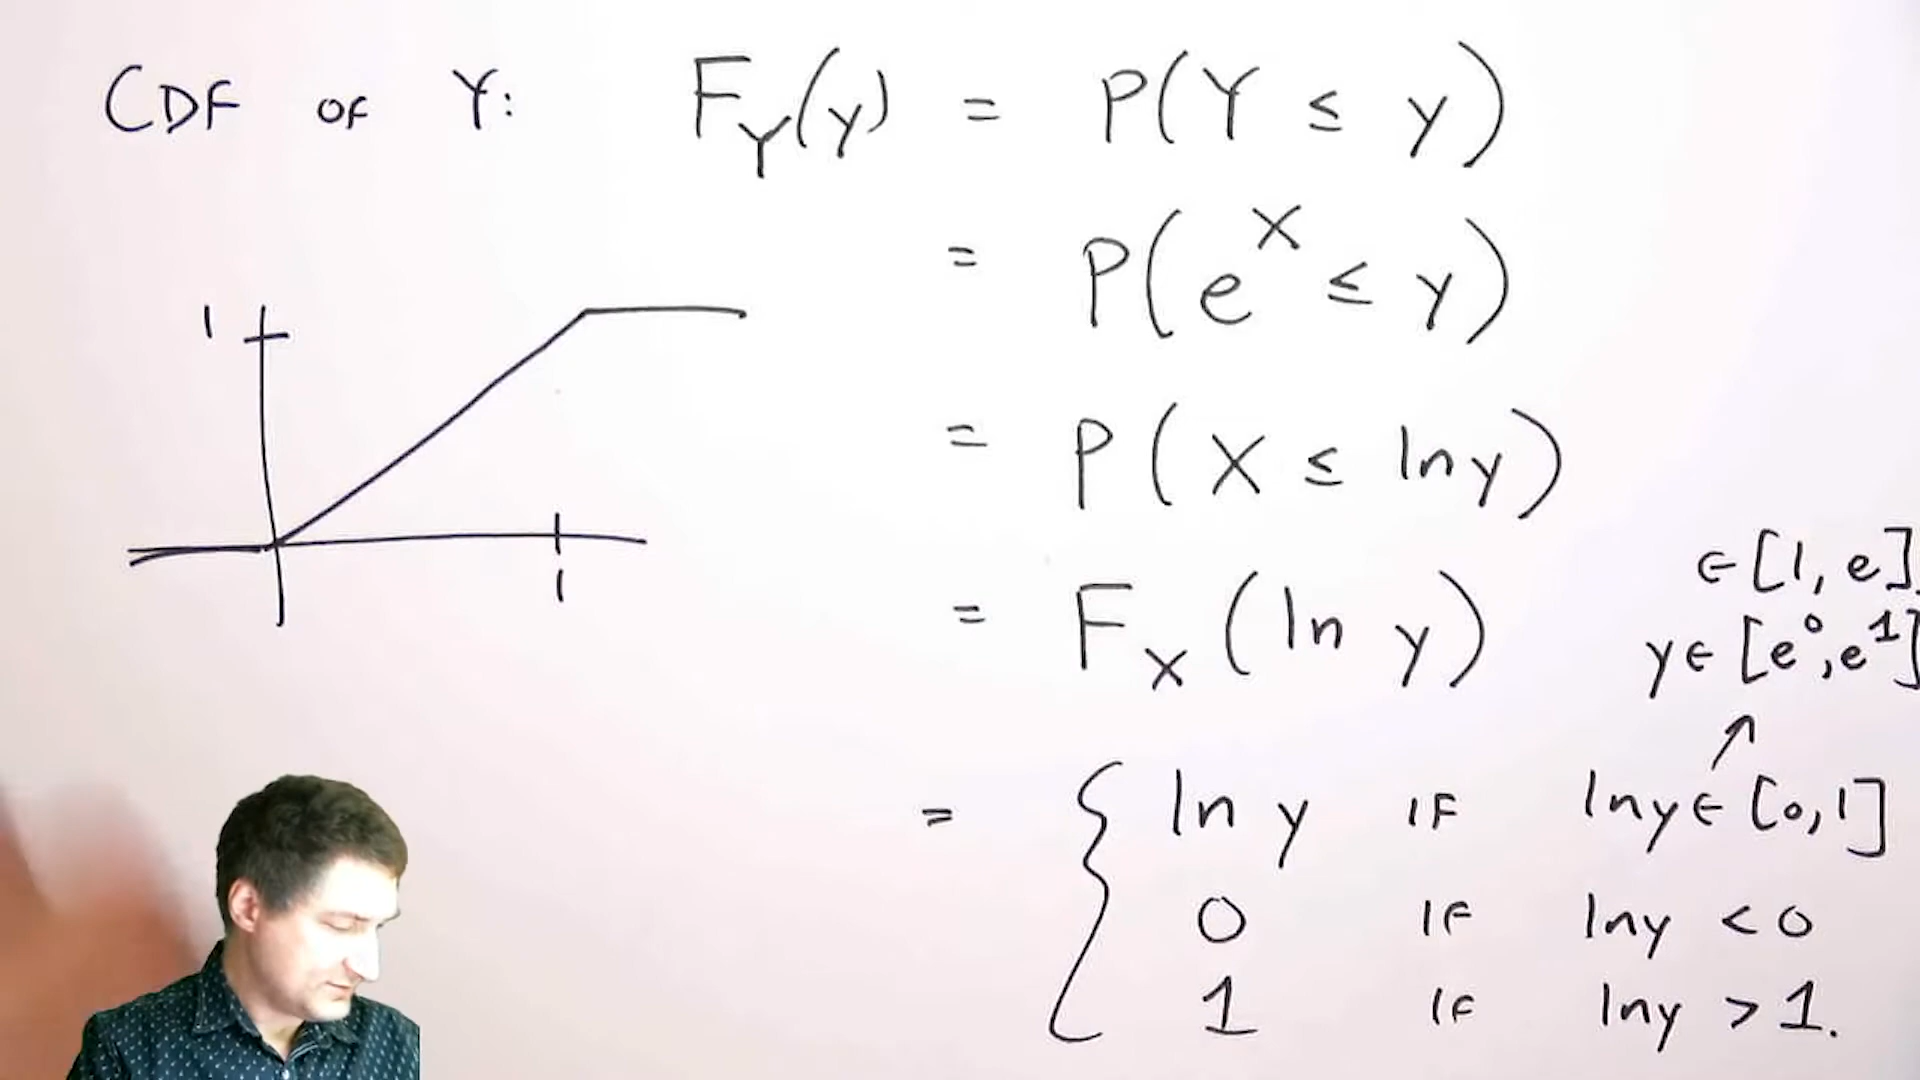 CDF OF Y: F_Y(y) = P(Y ≤ y)
= P(e^X ≤ y)
= P(X ≤ ln y)
= F_X(ln y)
∈ [1, e]
y ∈ [e^0, e^1]
↗
= { ln y IF ln y ∈ [0,1]
0 IF ln y < 0
1 IF ln y > 1.
1
1